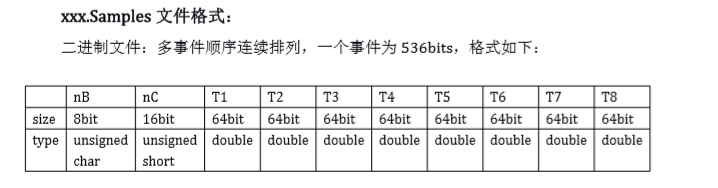 xxx.Samples 文件格式：
二进制文件：多事件顺序连续排列，一个事件为 536bits，格式如下：
nB nC T1 T2 T3 T4 T5 T6 T7 T8
size 8bit 16bit 64bit 64bit 64bit 64bit 64bit 64bit 64bit 64bit
type unsigned char unsigned short double double double double double double double double